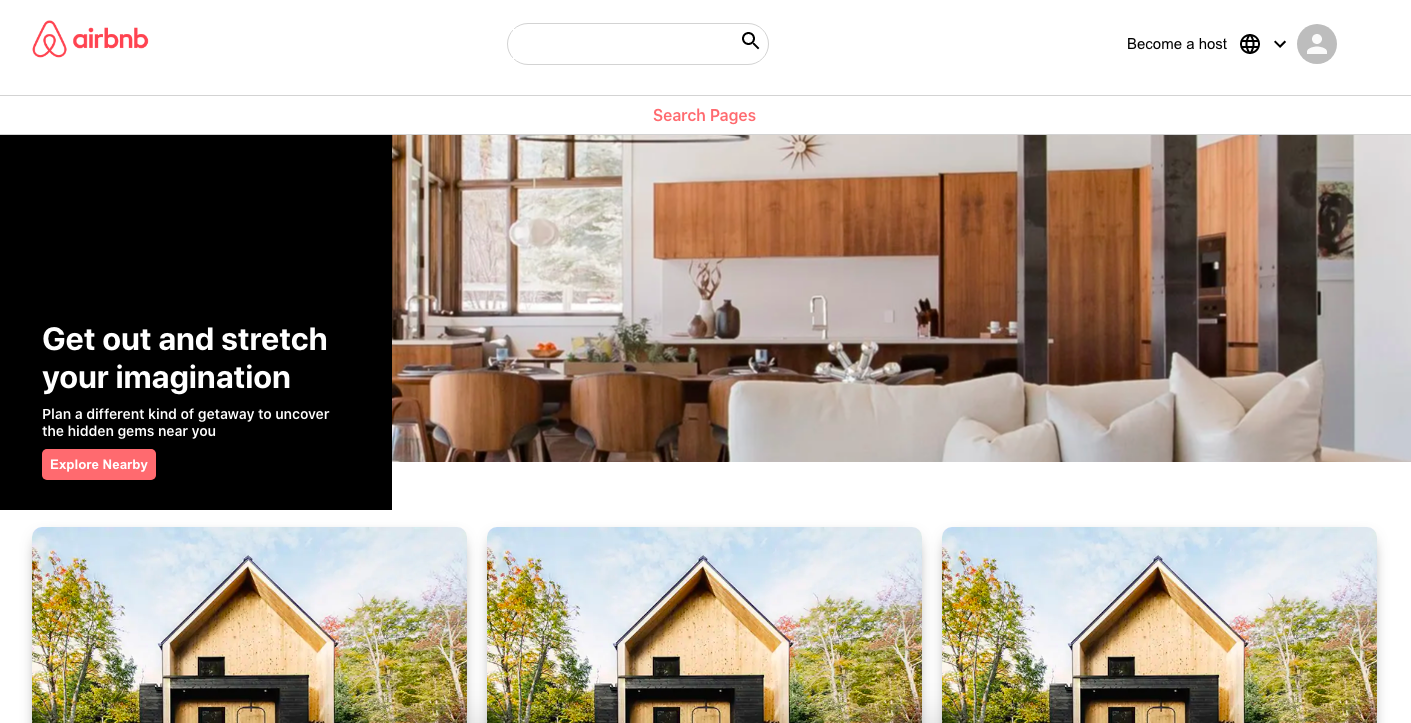 airbnb
Become a host
Search Pages
Get out and stretch
your imagination
Plan a different kind of getaway to uncover
the hidden gems near you
Explore Nearby